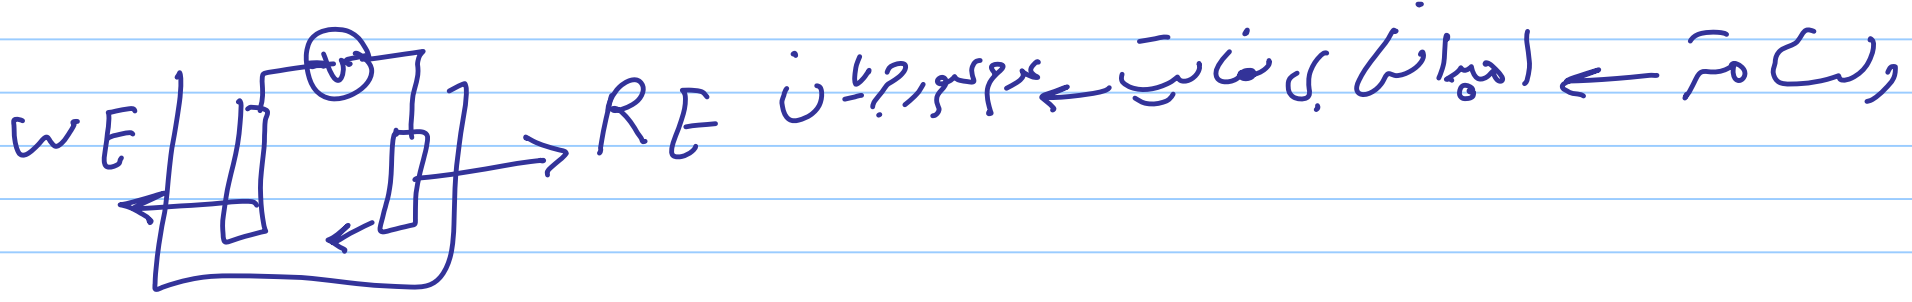 ولت متر ← امپدانس بی نهایت ← عدم عبور جریان
V
WE
RE